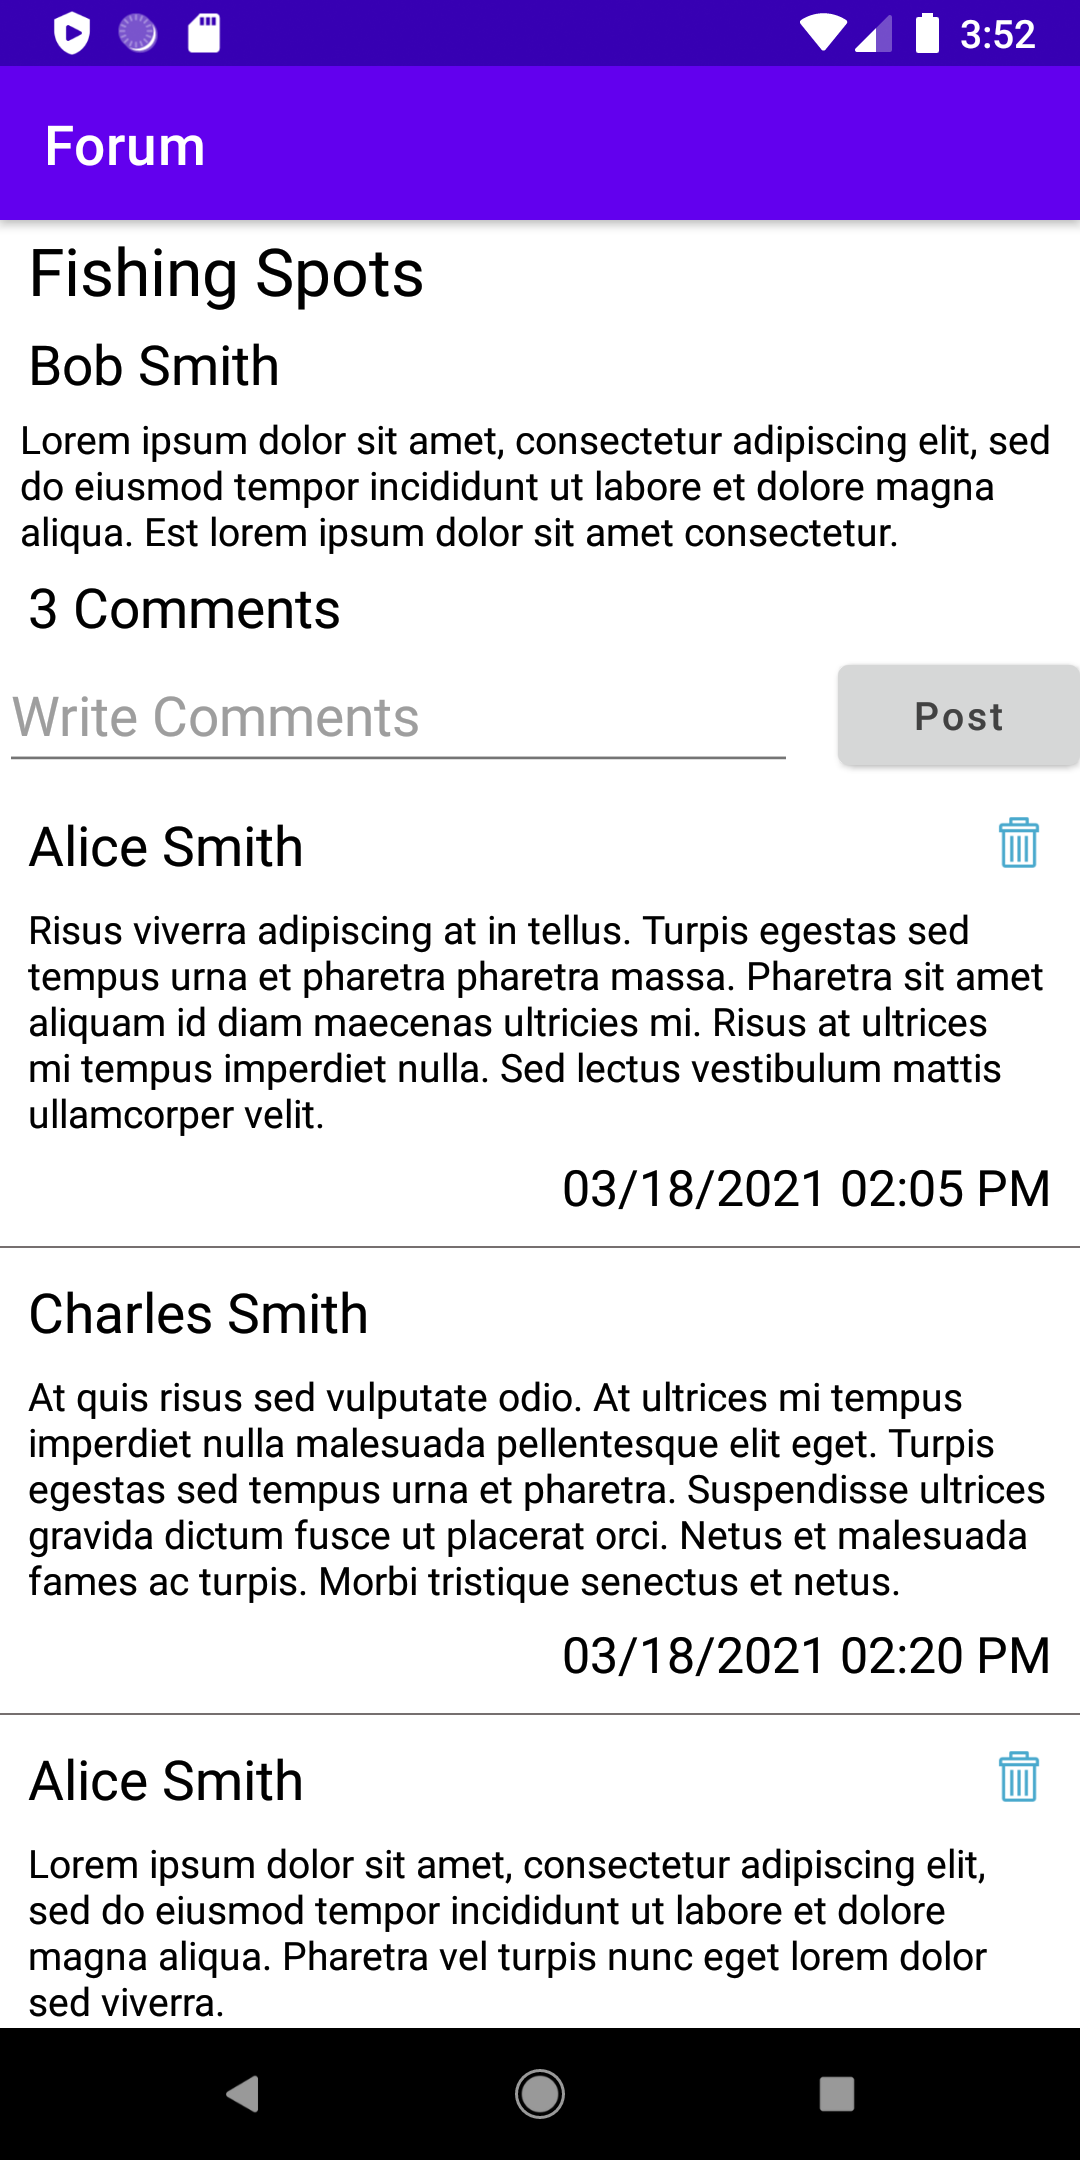 3:52
Forum
Fishing Spots
Bob Smith
Lorem ipsum dolor sit amet, consectetur adipiscing elit, sed
do eiusmod tempor incididunt ut labore et dolore magna
aliqua. Est lorem ipsum dolor sit amet consectetur.
3 Comments
Write Comments
Post
Alice Smith
Risus viverra adipiscing at in tellus. Turpis egestas sed
tempus urna et pharetra pharetra massa. Pharetra sit amet
aliquam id diam maecenas ultricies mi. Risus at ultrices
mi tempus imperdiet nulla. Sed lectus vestibulum mattis
ullamcorper velit.
03/18/2021 02:05 PM
Charles Smith
At quis risus sed vulputate odio. At ultrices mi tempus
imperdiet nulla malesuada pellentesque elit eget. Turpis
egestas sed tempus urna et pharetra. Suspendisse ultrices
gravida dictum fusce ut placerat orci. Netus et malesuada
fames ac turpis. Morbi tristique senectus et netus.
03/18/2021 02:20 PM
Alice Smith
Lorem ipsum dolor sit amet, consectetur adipiscing elit,
sed do eiusmod tempor incididunt ut labore et dolore
magna aliqua. Pharetra vel turpis nunc eget lorem dolor
sed viverra.